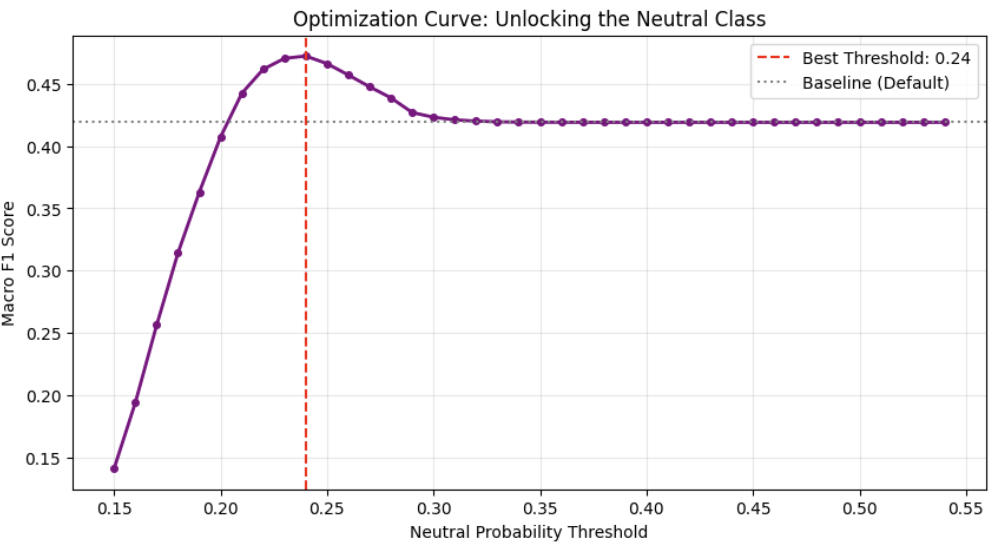 Optimization Curve: Unlocking the Neutral Class
Best Threshold: 0.24
Baseline (Default)
Macro F1 Score
0.45
0.40
0.35
0.30
0.25
0.20
0.15
0.15 0.20 0.25 0.30 0.35 0.40 0.45 0.50 0.55
Neutral Probability Threshold